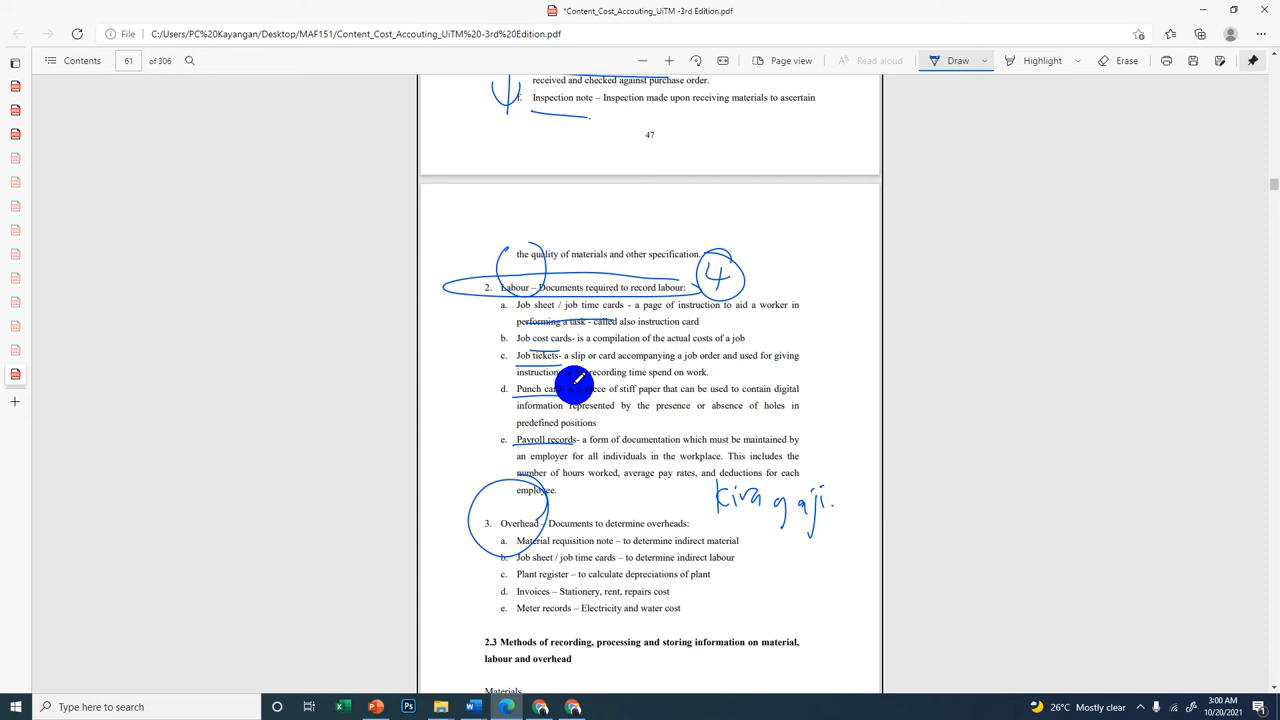 *Content_Cost_Accouting_UiTM -3rd Edition.pdf
File
C:/Users/PC%20Kayangan/Desktop/MAF151/Content_Cost_Accouting_UiTM%20-3rd%20Edition.pdf
Contents
61
of 306
Page view
Read aloud
Draw
Highlight
Erase
received and checked against purchase order.
f. Inspection note – Inspection made upon receiving materials to ascertain
47
the quality of materials and other specification.
4
2. Labour – Documents required to record labour:
a. Job sheet / job time cards - a page of instruction to aid a worker in
performing a task - called also instruction card
b. Job cost cards- is a compilation of the actual costs of a job
c. Job tickets- a slip or card accompanying a job order and used for giving
instructions recording time spend on work.
d. Punch card piece of stiff paper that can be used to contain digital
information represented by the presence or absence of holes in
predefined positions
e. Payroll records- a form of documentation which must be maintained by
an employer for all individuals in the workplace. This includes the
number of hours worked, average pay rates, and deductions for each
employee.
kira gaji.
3. Overhead – Documents to determine overheads:
a. Material requisition note – to determine indirect material
b. Job sheet / job time cards – to determine indirect labour
c. Plant register – to calculate depreciations of plant
d. Invoices – Stationery, rent, repairs cost
e. Meter records – Electricity and water cost
2.3 Methods of recording, processing and storing information on material,
labour and overhead
Materials
Type here to search
26°C Mostly clear
3:00 AM
10/20/2021